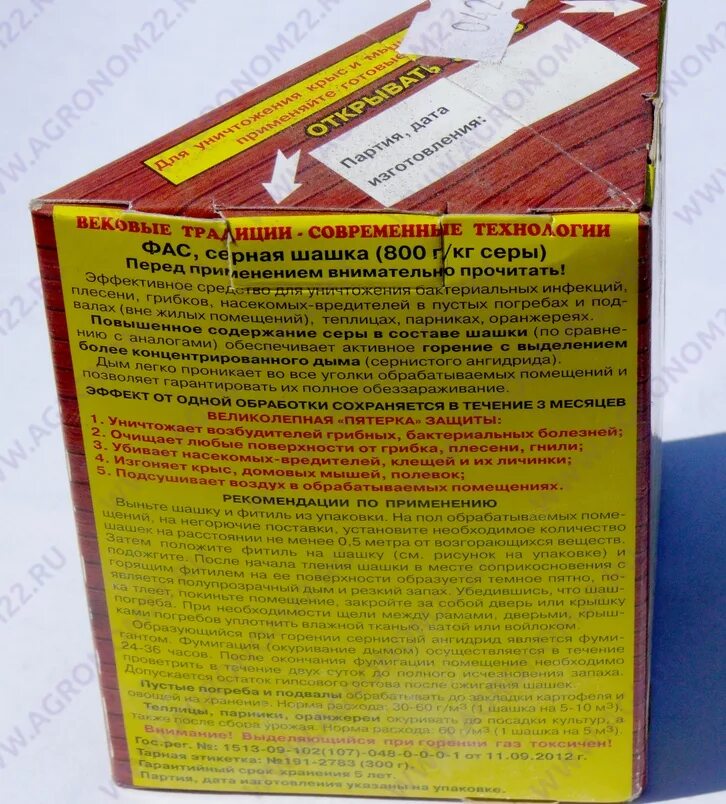 042
Для уничтожения крыс и мыш
применяйте готовые
ОТКРЫВАТЬ
Партия, дата
изготовления:
ВЕКОВЫЕ ТРАДИЦИИ - СОВРЕМЕННЫЕ ТЕХНОЛОГИИ
ФАС, серная шашка (800 г/кг серы)
Перед применением внимательно прочитать!
Эффективное средство для уничтожения бактериальных инфекций,
плесени, грибков, насекомых-вредителей в пустых погребах и под-
валах (вне жилых помещений), теплицах, парниках, оранжереях.
Повышенное содержание серы в составе шашки (по сравне-
нию с аналогами) обеспечивает активное горение с выделением
более концентрированного дыма (сернистого ангидрида).
Дым легко проникает во все уголки обрабатываемых помещений и
позволяет гарантировать их полное обеззараживание.
ЭФФЕКТ ОТ ОДНОЙ ОБРАБОТКИ СОХРАНЯЕТСЯ В ТЕЧЕНИЕ 3 МЕСЯЦЕВ
ВЕЛИКОЛЕПНАЯ «ПЯТЕРКА» ЗАЩИТЫ:
1. Уничтожает возбудителей грибных, бактериальных болезней;
2. Очищает любые поверхности от грибка, плесени, гнили;
3. Убивает насекомых-вредителей, клещей и их личинки;
4. Изгоняет крыс, домовых мышей, полевок;
5. Подсушивает воздух в обрабатываемых помещениях.
РЕКОМЕНДАЦИИ ПО ПРИМЕНЕНИЮ
Выньте шашку и фитиль из упаковки. На пол обрабатываемых поме-
щений, на негорючие поставки, установите необходимое количество
шашек на расстоянии не менее 0,5 метра от возгорающихся веществ.
Затем положите фитиль на шашку (см. рисунок на упаковке) и
подожгите. После начала тления шашки в месте соприкосновения с
горящим фитилем на ее поверхности образуется темное пятно, по-
является полупрозрачный дым и резкий запах. Убедившись, что шаш-
ка тлеет, покиньте помещение, закройте за собой дверь или крышку
погреба. При необходимости щели между рамами, дверьми, крыш-
ками погребов уплотнить влажной тканью, ватой или войлоком.
Образующийся при горении сернистый ангидрид является фуми-
гантом. Фумигация (окуривание дымом) осуществляется в течение
24-36 часов. После окончания фумигации помещение необходимо
проветрить в течение двух суток до полного исчезновения запаха.
Допускается остаток гипсового остова после сжигания шашек.
Пустые погреба и подвалы обрабатывать до закладки картофеля и
овощей на хранение. Норма расхода: 30-60 г/м³ (1 шашка на 5-10 м³).
Теплицы, парники, оранжереи окуривать до посадки культур, а
также после сбора урожая. Норма расхода: 60 г/м³ (1 шашка на 5 м³).
Внимание! Выделяющийся при горении газ токсичен!
Гос.рег. №: 1513-09-102(107)-048-0-0-0-1 от 11.09.2012 г.
Тарная этикетка: №191-2783 (300 г).
Гарантийный срок хранения 5 лет.
Партия, дата изготовления указаны на упаковке.
WWW.AGRONOM22.RU